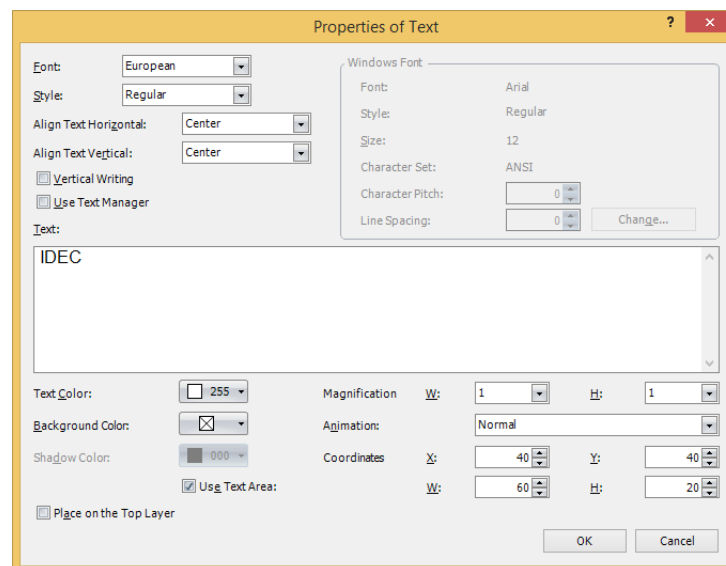 Properties of Text
?
×
Font: European
Style: Regular
Align Text Horizontal: Center
Align Text Vertical: Center
Vertical Writing
Use Text Manager
Text:
Windows Font
Font: Arial
Style: Regular
Size: 12
Character Set: ANSI
Character Pitch: 0
Line Spacing: 0 Change...
IDEC
Text Color: 255 Magnification W: 1 H: 1
Background Color: Animation: Normal
Shadow Color: 000 Coordinates X: 40 Y: 40
Use Text Area: W: 60 H: 20
Place on the Top Layer
OK Cancel